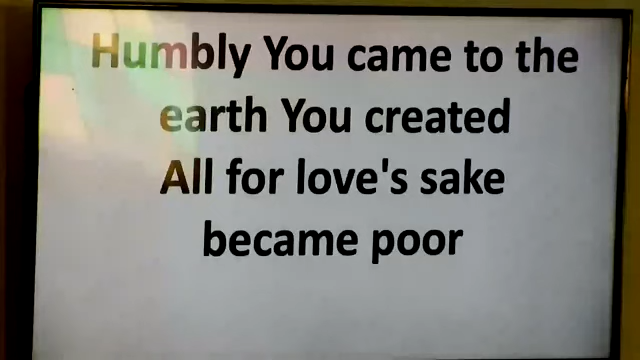 Humbly You came to the
earth You created
All for love's sake
became poor